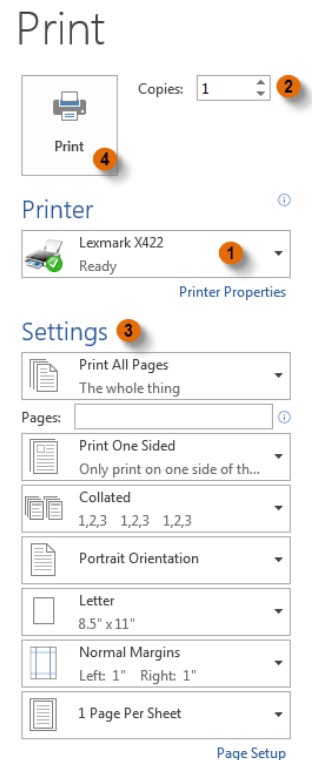 Print
Copies: 1 2
Print
4
Printer
Lexmark X422
Ready
1
Printer Properties
Settings 3
Print All Pages
The whole thing
Pages:
Print One Sided
Only print on one side of th...
Collated
1,2,3 1,2,3 1,2,3
Portrait Orientation
Letter
8.5" x 11"
Normal Margins
Left: 1" Right: 1"
1 Page Per Sheet
Page Setup